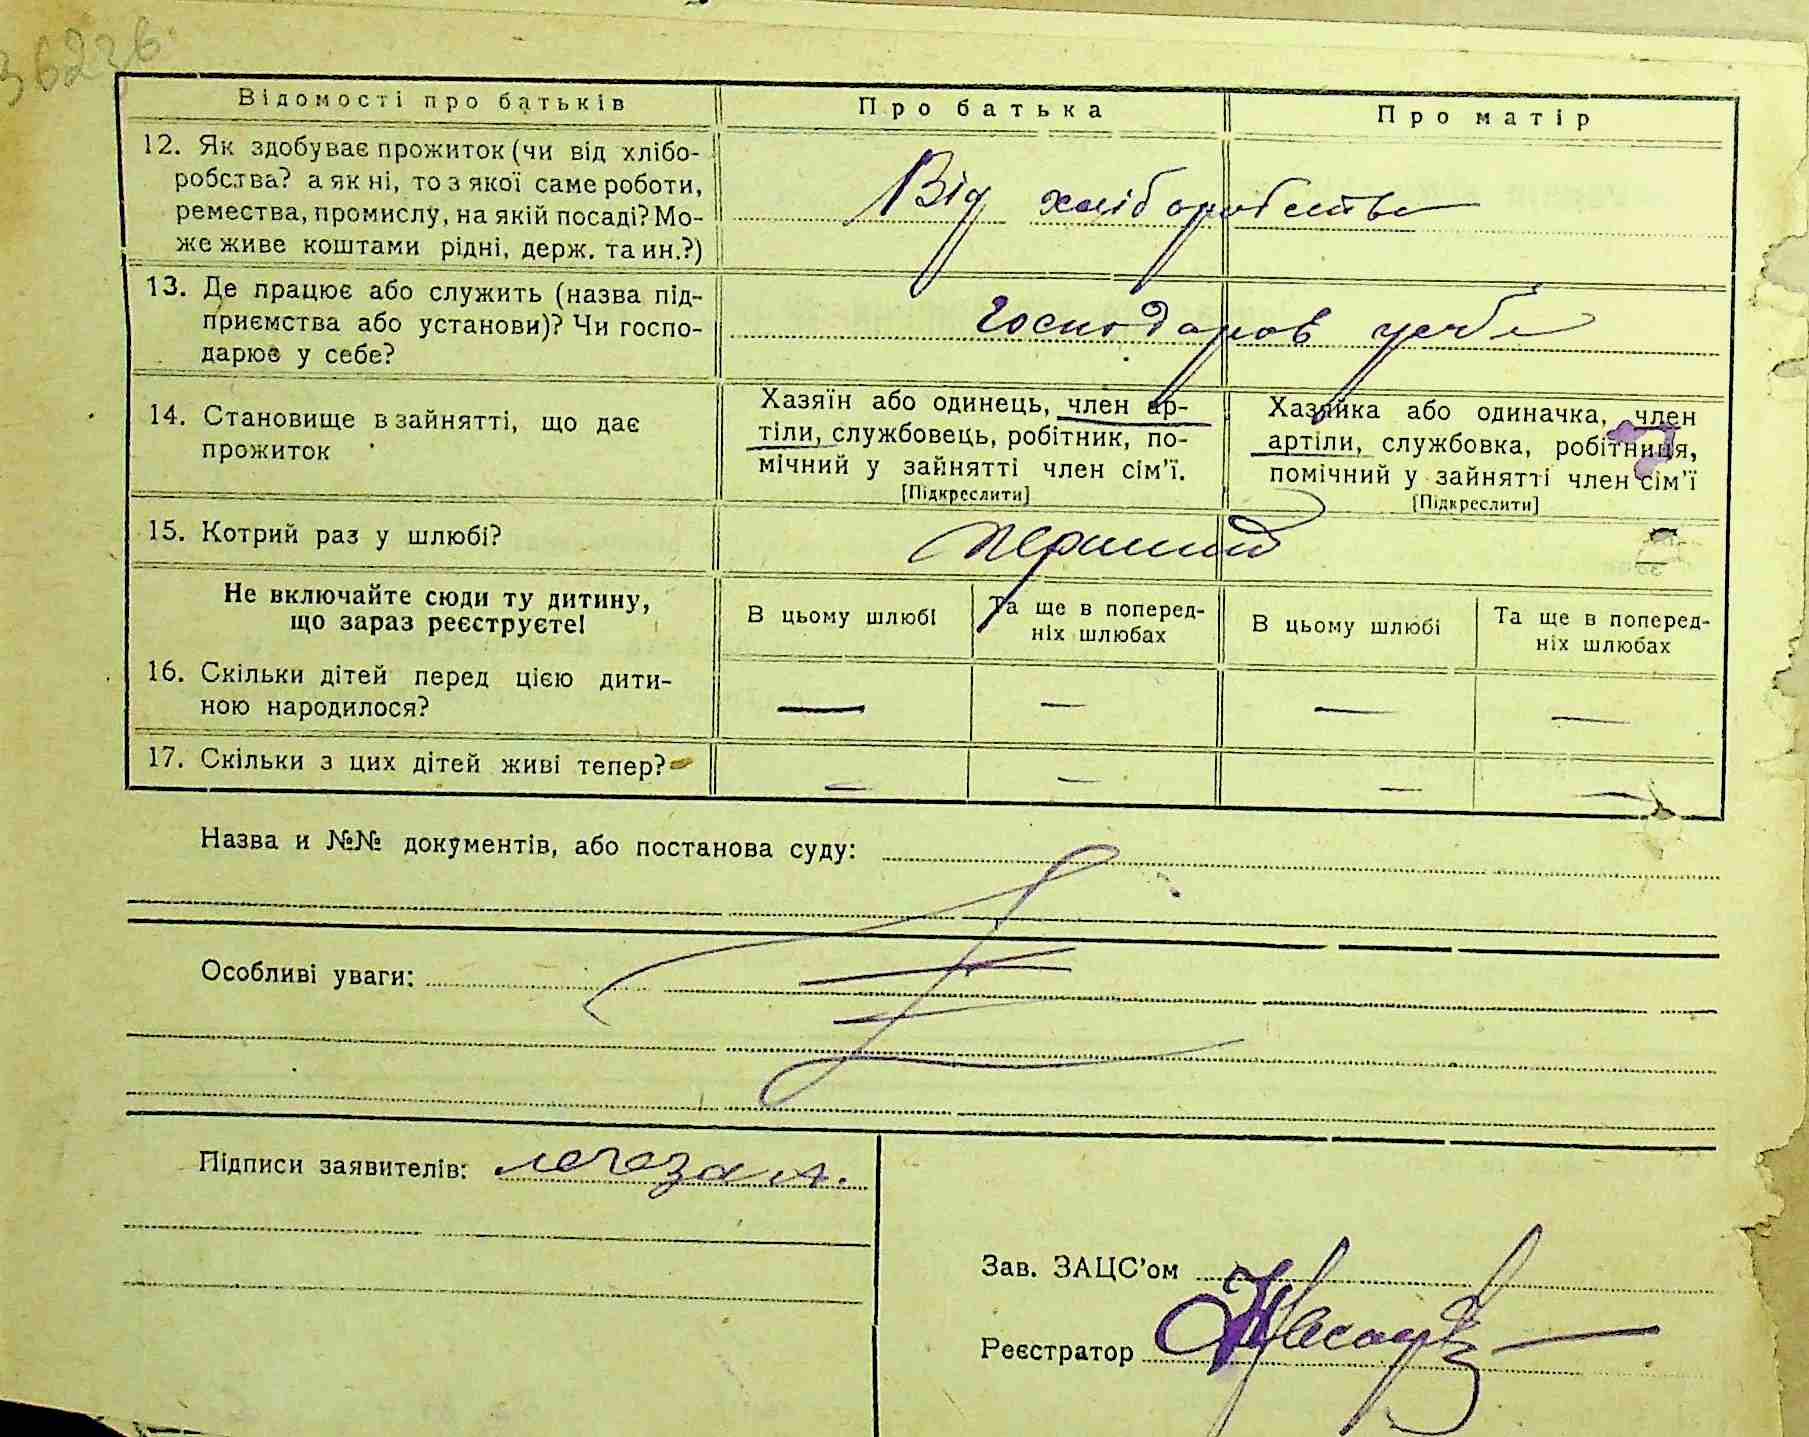 3623в.
Відомості про батьків
Про батька
Про матір
12. Як здобуває прожиток (чи від хлібо-
робства? а як ні, то з якої саме роботи,
ремества, промислу, на якій посаді? Мо-
же живе коштами рідні, держ. та ин.?)
Від хліборобства
13. Де працює або служить (назва під-
приємства або установи)? Чи госпо-
дарює у себе?
14. Становище в зайнятті, що дає
прожиток
Хазяїн або одинець, член ар-
тіли, службовець, робітник, по-
мічний у зайнятті член сім'ї.
[Підкреслити]
Хазяйка або одиначка, член
артіли, службовка, робітниця,
помічний у зайнятті член сім'ї
[Підкреслити]
15. Котрий раз у шлюбі?
перший
Не включайте сюди ту дитину,
що зараз реєструєте!
В цьому шлюбі
Та ще в поперед-
ніх шлюбах
В цьому шлюбі
Та ще в поперед-
ніх шлюбах
16. Скільки дітей перед цією дити-
ною народилося?
— — — —
17. Скільки з цих дітей живі тепер?
— — — —
Назва и №№ документів, або постанова суду:
Особливі уваги:
Підписи заявителів: Легеза А.
Зав. ЗАЦС'ом
Реєстратор